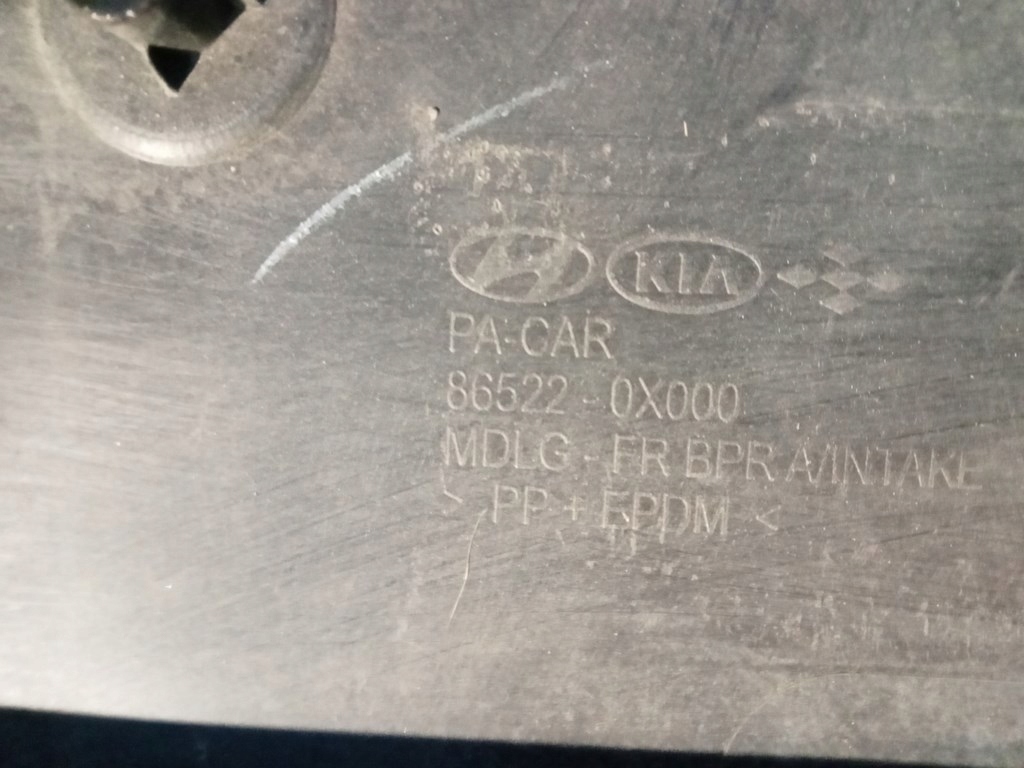 KIA
PA-CAR
86522 - 0X000
MDLG - FR BPR A/INTAKE
> PP + EPDM <